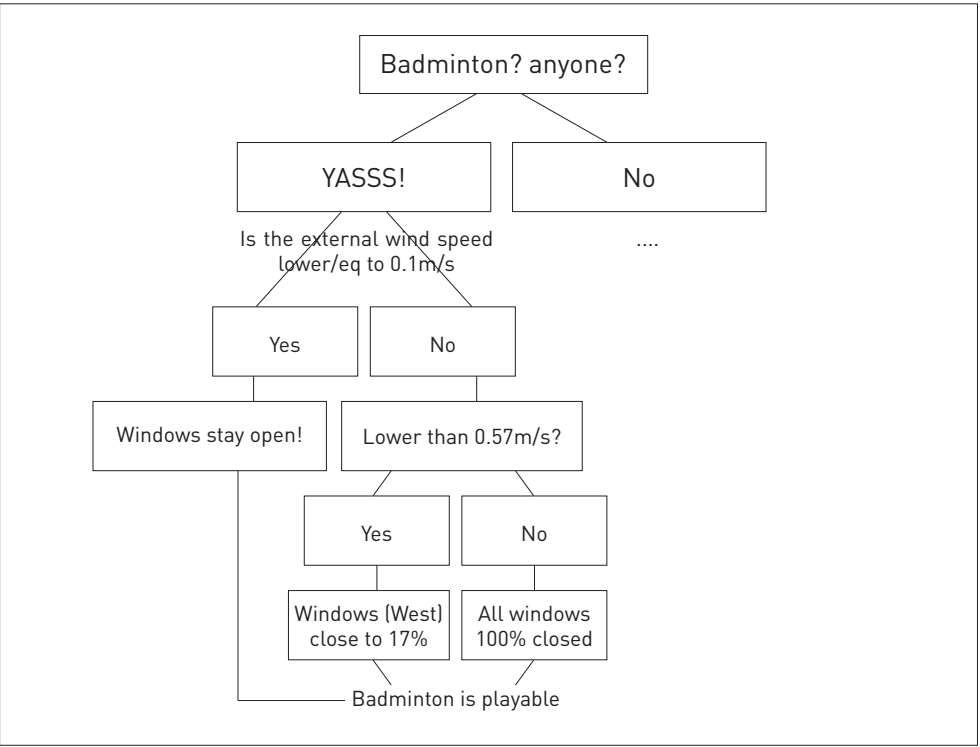 Badminton? anyone?
YASSS!
No
Is the external wind speed
lower/eq to 0.1m/s
....
Yes
No
Windows stay open!
Lower than 0.57m/s?
Yes
No
Windows (West)
close to 17%
All windows
100% closed
Badminton is playable